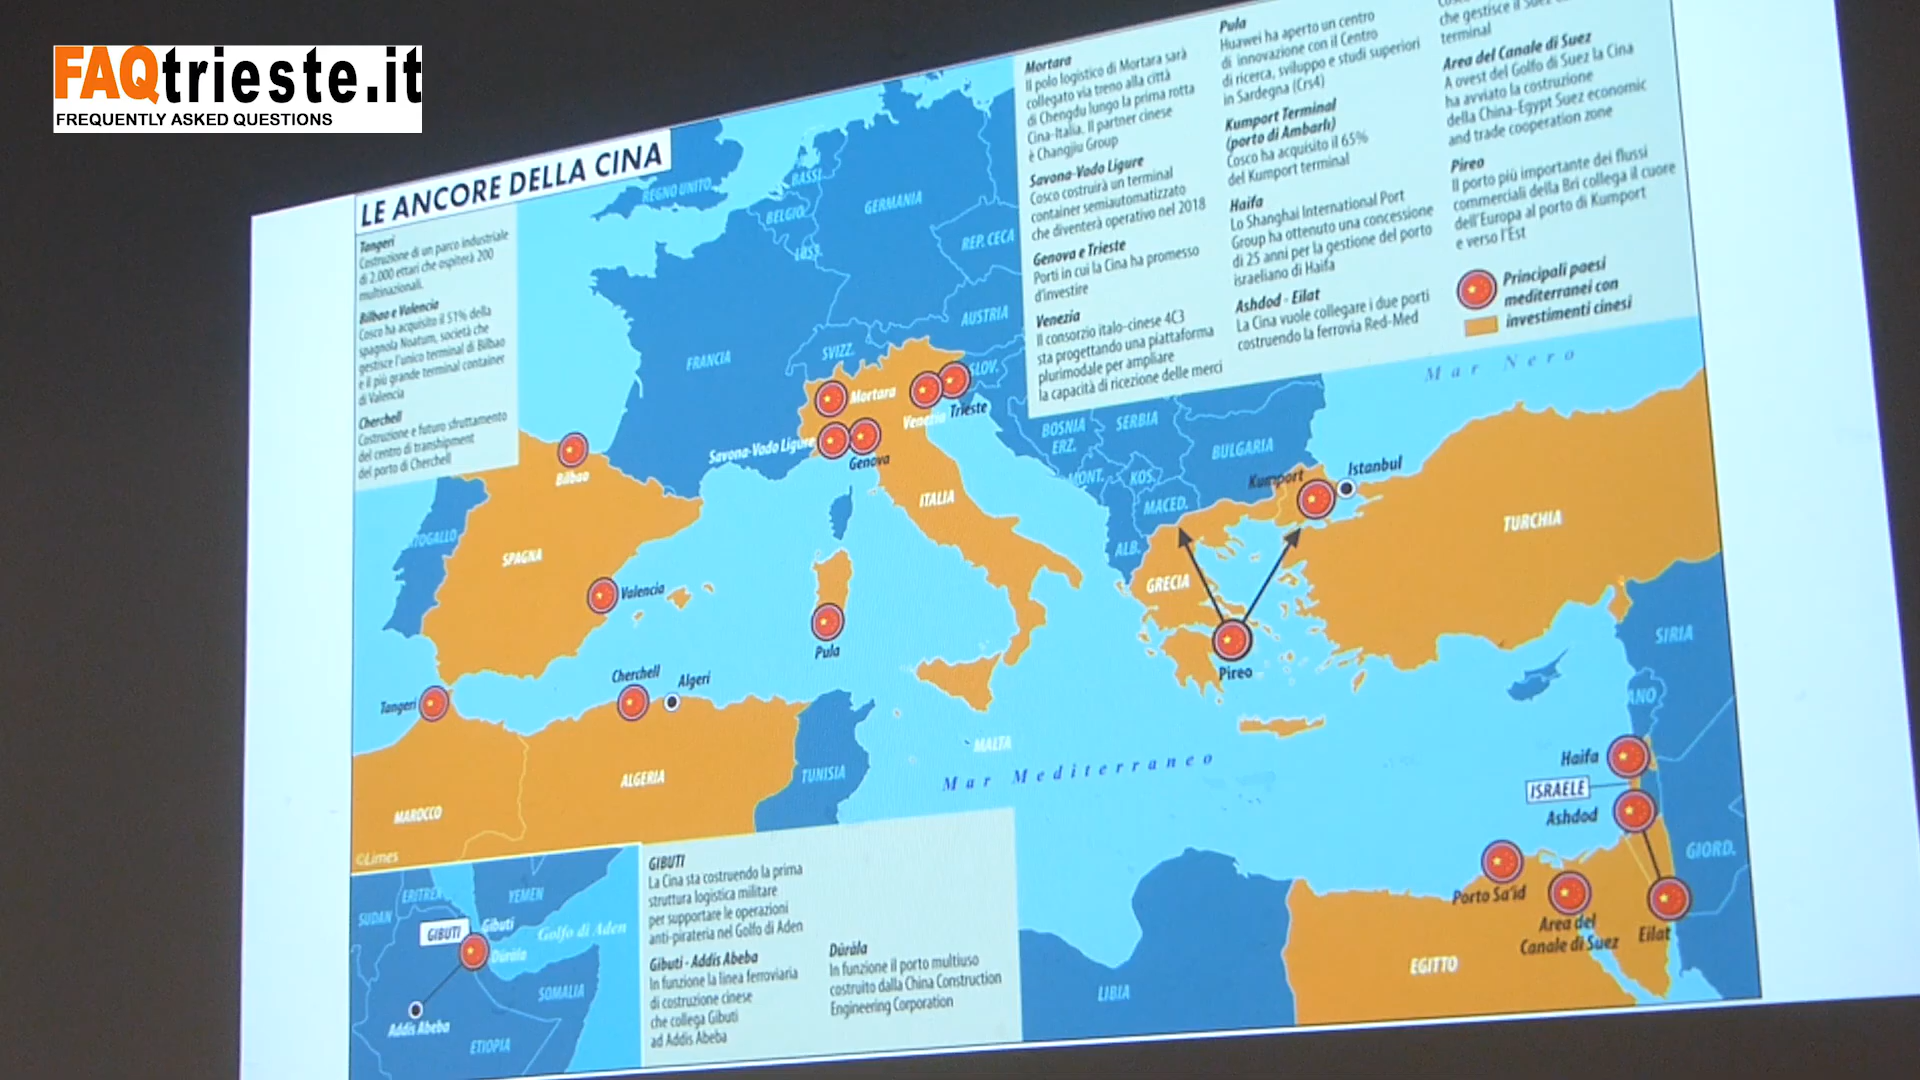 FAQtrieste.it
FREQUENTLY ASKED QUESTIONS
LE ANCORE DELLA CINA
Tangeri
Costruzione di un parco industriale
di 2.000 ettari che ospiterà 200
multinazionali.
Bilbao e Valencia
Cosco ha acquisito il 51% della
spagnola Noatum, società che
gestisce l'unico terminal di Bilbao
e il più grande terminal container
di Valencia
Cherchell
Costruzione e futuro sfruttamento
del centro di transhipment
del porto di Cherchell
Mortara
Il polo logistico di Mortara sarà
collegato via treno alla città
di Chengdu lungo la prima rotta
Cina-Italia. Il partner cinese
è Changjiu Group
Savona-Vado Ligure
Cosco costruirà un terminal
container semiautomatizzato
che diventerà operativo nel 2018
Genova e Trieste
Porti in cui la Cina ha promesso
d'investire
Venezia
Il consorzio italo-cinese 4C3
sta progettando una piattaforma
plurimodale per ampliare
la capacità di ricezione delle merci
Pula
Huawei ha aperto un centro
di innovazione con il Centro
di ricerca, sviluppo e studi superiori
in Sardegna (Crs4)
Kumport Terminal
(porto di Ambarlı)
Cosco ha acquisito il 65%
del Kumport terminal
Haifa
Lo Shanghai International Port
Group ha ottenuto una concessione
di 25 anni per la gestione del porto
israeliano di Haifa
Ashdod - Eilat
La Cina vuole collegare i due porti
costruendo la ferrovia Red-Med
che gestisce il Suez
terminal
Area del Canale di Suez
A ovest del Golfo di Suez la Cina
ha avviato la costruzione
della China-Egypt Suez economic
and trade cooperation zone
Pireo
Il porto più importante dei flussi
commerciali della Bri collega il cuore
dell'Europa al porto di Kumport
e verso l'Est
Principali paesi
mediterranei con
investimenti cinesi
REGNO UNITO
BASSI
BELGIO
GERMANIA
REP. CECA
AUSTRIA
FRANCIA
SVIZZ.
SLOV.
Mortara
Venezia
Trieste
Savona-Vado Ligure
Genova
BOSNIA
ERZ.
SERBIA
BULGARIA
MONT.
KOS.
MACED.
ALB.
Mar Nero
Bilbao
ITALIA
Kumport
Istanbul
TURCHIA
SPAGNA
Valencia
GRECIA
Pula
Pireo
SIRIA
Tangeri
Cherchell
Algeri
MALTA
Mar Mediterraneo
TUNISIA
ALGERIA
MAROCCO
Haifa
ISRAELE
Ashdod
GIORD.
Porto Sa'id
Area del
Canale di Suez
Eilat
EGITTO
LIBIA
©Limes
ERITREA
YEMEN
SUDAN
GIBUTI
Gibuti
Golfo di Aden
Dūrāla
SOMALIA
Addis Abeba
ETIOPIA
GIBUTI
La Cina sta costruendo la prima
struttura logistica militare
per supportare le operazioni
anti-pirateria nel Golfo di Aden
Gibuti - Addis Abeba
In funzione la linea ferroviaria
di costruzione cinese
che collega Gibuti
ad Addis Abeba
Dūrāla
In funzione il porto multiuso
costruito dalla China Construction
Engineering Corporation